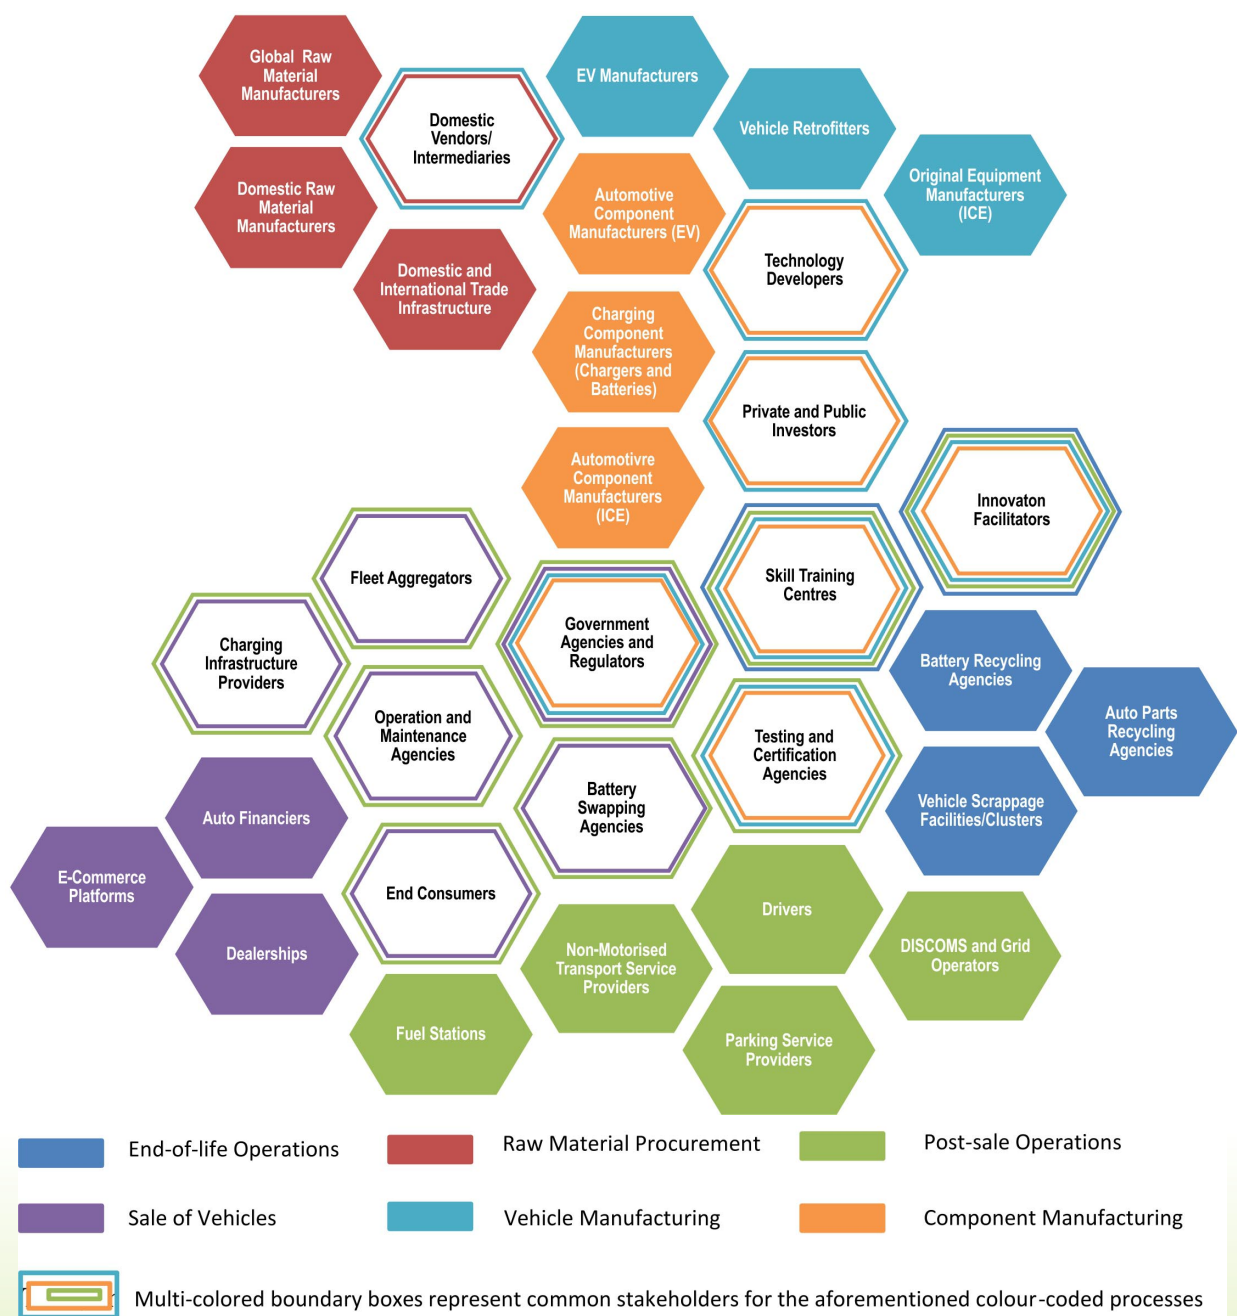 Global Raw
Material
Manufacturers
Domestic
Vendors/
Intermediaries
EV Manufacturers
Vehicle Retrofitters
Original Equipment
Manufacturers
(ICE)
Domestic Raw
Material
Manufacturers
Automotive
Component
Manufacturers (EV)
Technology
Developers
Domestic and
International Trade
Infrastructure
Charging
Component
Manufacturers
(Chargers and
Batteries)
Private and Public
Investors
Automotivre
Component
Manufacturers
(ICE)
Innovaton
Facilitators
Fleet Aggregators
Skill Training
Centres
Government
Agencies and
Regulators
Charging
Infrastructure
Providers
Battery Recycling
Agencies
Operation and
Maintenance
Agencies
Testing and
Certification
Agencies
Auto Parts
Recycling
Agencies
Battery
Swapping
Agencies
Vehicle Scrappage
Facilities/Clusters
Auto Financiers
E-Commerce
Platforms
End Consumers
Drivers
Dealerships
Non-Motorised
Transport Service
Providers
DISCOMS and Grid
Operators
Fuel Stations
Parking Service
Providers
End-of-life Operations
Raw Material Procurement
Post-sale Operations
Sale of Vehicles
Vehicle Manufacturing
Component Manufacturing
Multi-colored boundary boxes represent common stakeholders for the aforementioned colour-coded processes